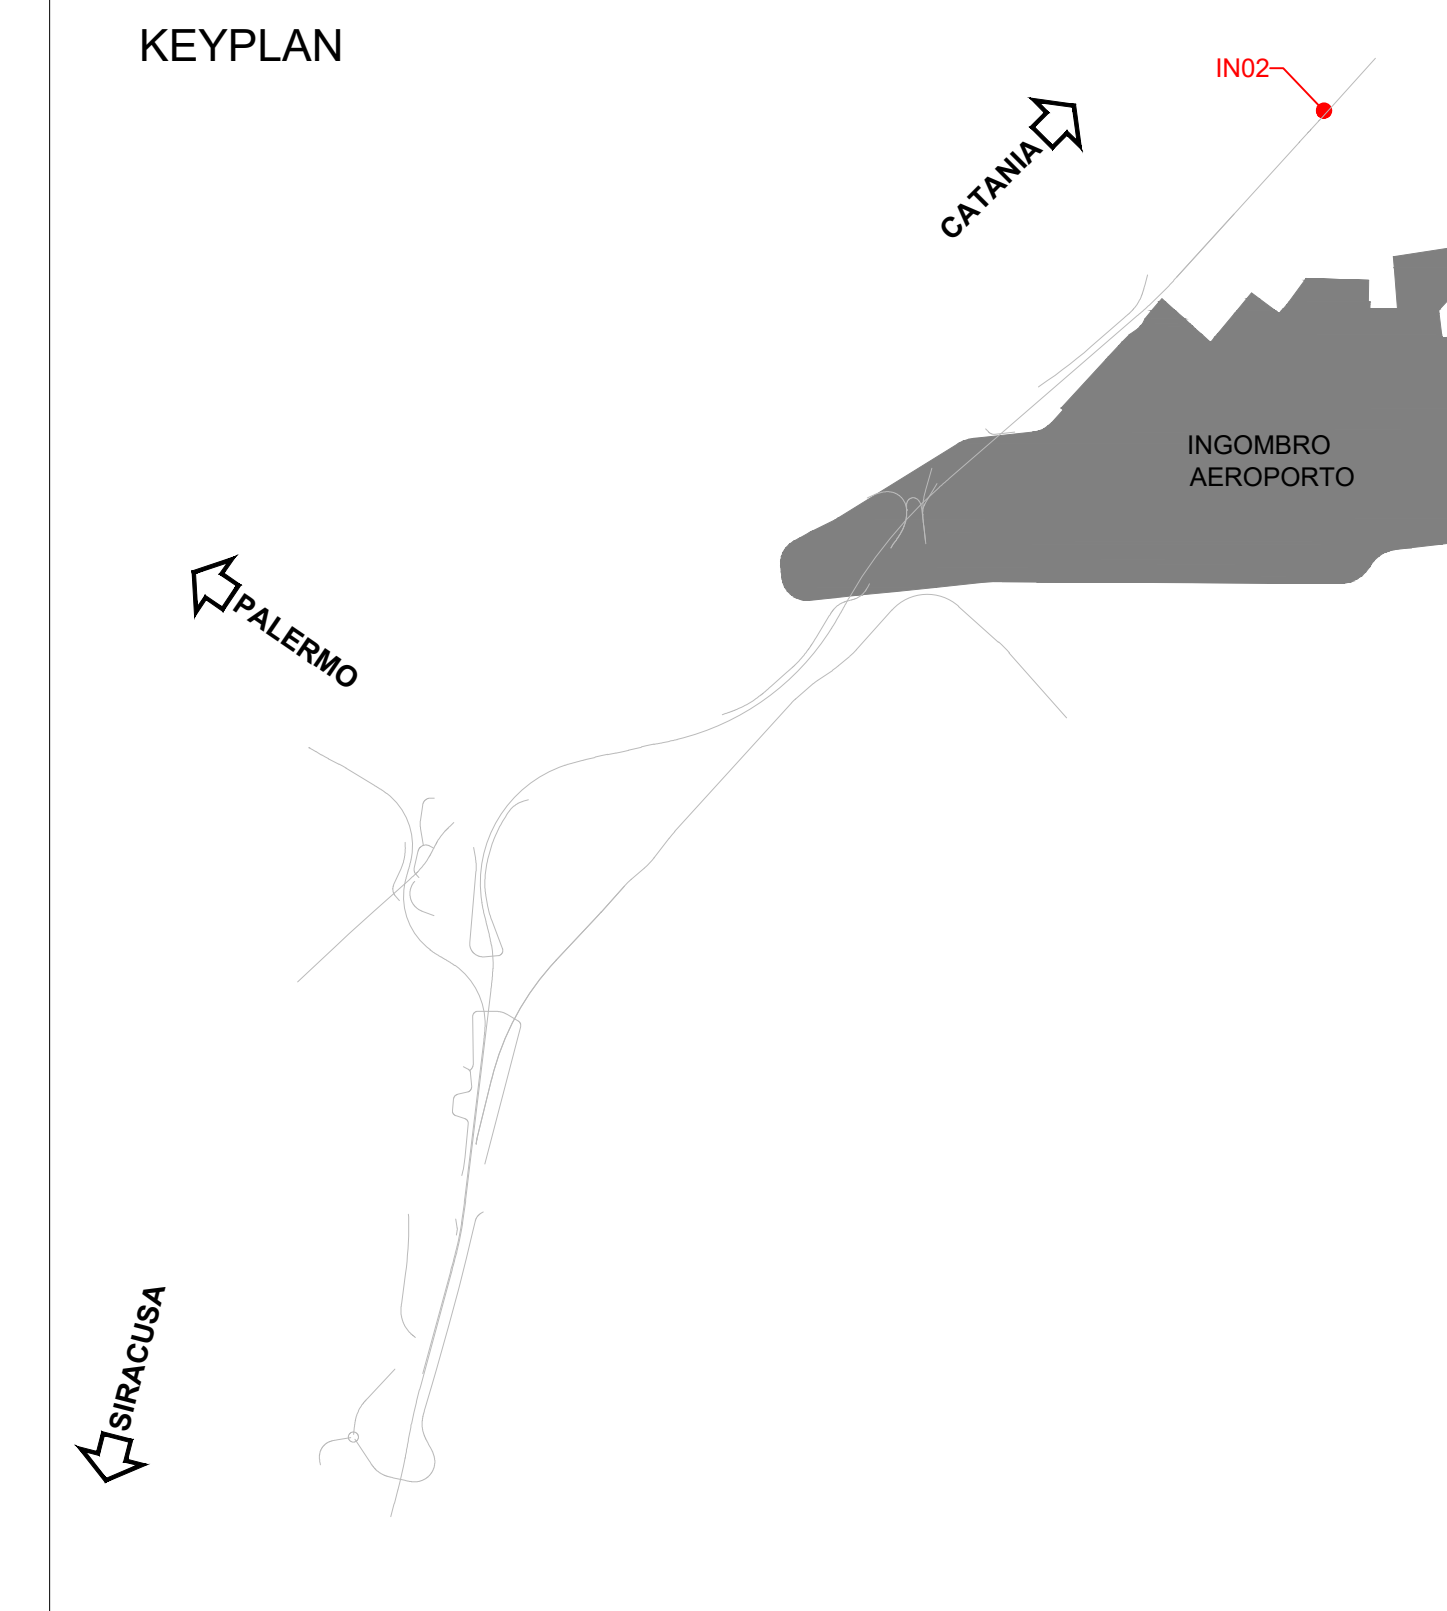 KEYPLAN
IN02
CATANIA
INGOMBRO
AEROPORTO
PALERMO
SIRACUSA